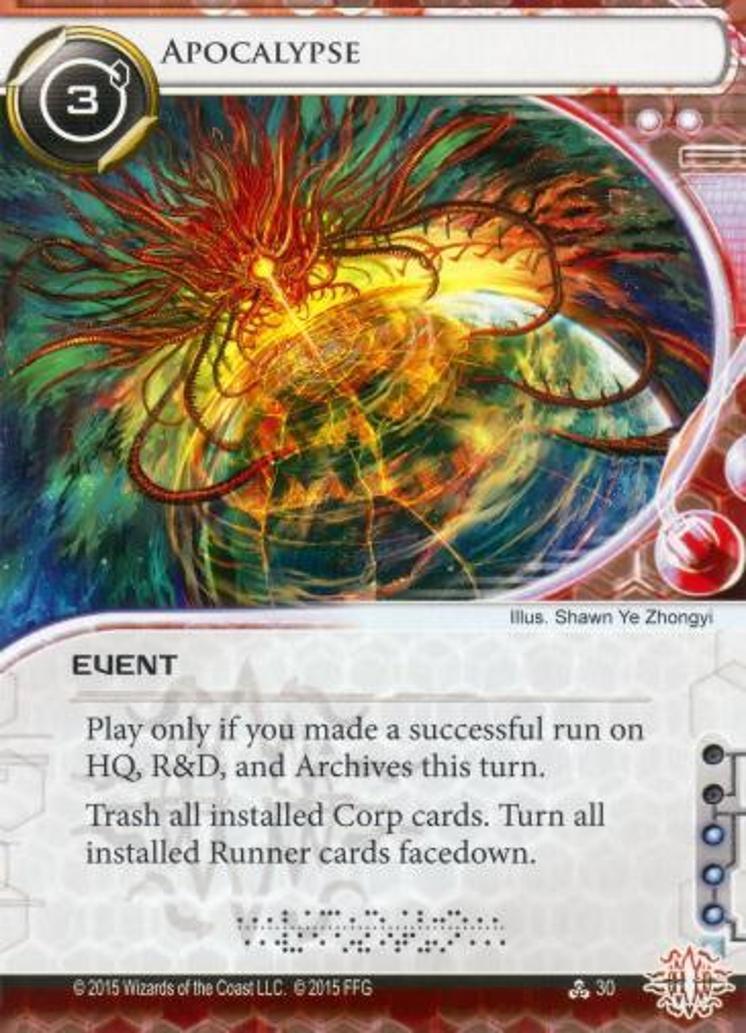 APOCALYPSE
3
Illus. Shawn Ye Zhongyi
EVENT
Play only if you made a successful run on
HQ, R&D, and Archives this turn.
Trash all installed Corp cards. Turn all
installed Runner cards facedown.
© 2015 Wizards of the Coast LLC. © 2015 FFG
30